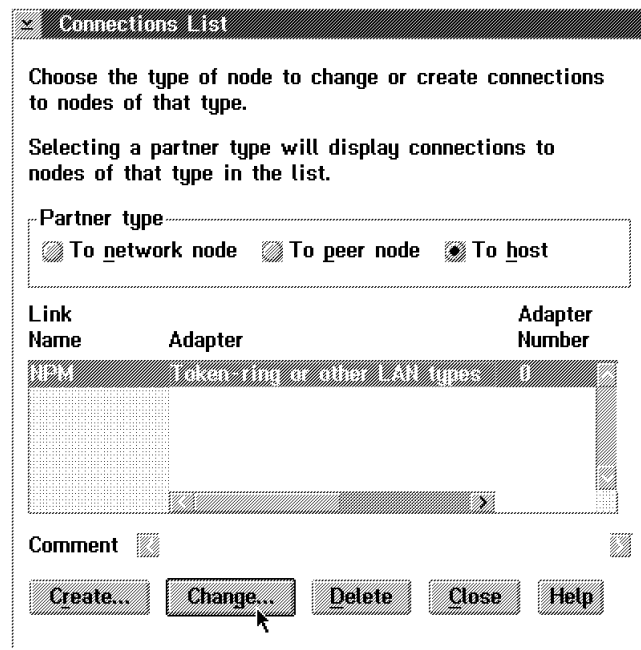 Connections List
Choose the type of node to change or create connections
to nodes of that type.
Selecting a partner type will display connections to
nodes of that type in the list.
Partner type
To network node To peer node To host
Link Adapter
Name Adapter Number
NPM Token-ring or other LAN types 0
Comment
Create... Change... Delete Close Help